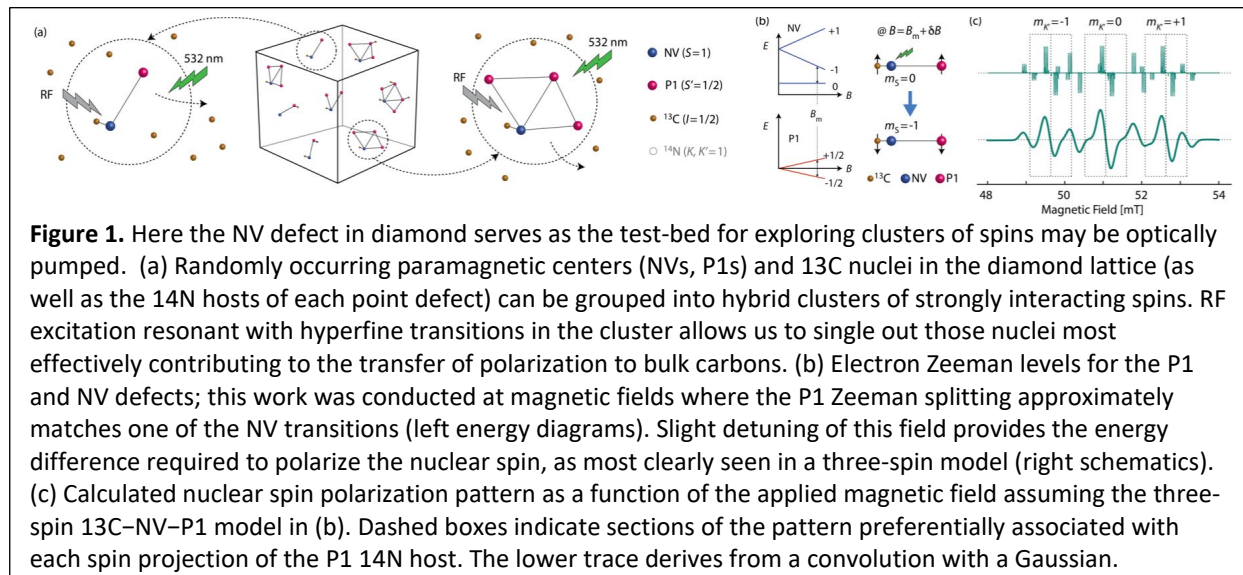 (a)
532 nm
RF
RF
532 nm
NV (S=1)
P1 (S'=1/2)
¹³C (I=1/2)
¹⁴N (K, K'=1)
(b)
NV
E
+1
-1
0
B
Bₘ
E
P1
+1/2
B
-1/2
@ B=Bₘ+δB
mₛ=0
mₛ=-1
¹³C NV P1
(c)
m_K'=-1 m_K'=0 m_K'=+1
48 50 52 54
Magnetic Field [mT]
Figure 1. Here the NV defect in diamond serves as the test-bed for exploring clusters of spins may be optically
pumped. (a) Randomly occurring paramagnetic centers (NVs, P1s) and 13C nuclei in the diamond lattice (as
well as the 14N hosts of each point defect) can be grouped into hybrid clusters of strongly interacting spins. RF
excitation resonant with hyperfine transitions in the cluster allows us to single out those nuclei most
effectively contributing to the transfer of polarization to bulk carbons. (b) Electron Zeeman levels for the P1
and NV defects; this work was conducted at magnetic fields where the P1 Zeeman splitting approximately
matches one of the NV transitions (left energy diagrams). Slight detuning of this field provides the energy
difference required to polarize the nuclear spin, as most clearly seen in a three-spin model (right schematics).
(c) Calculated nuclear spin polarization pattern as a function of the applied magnetic field assuming the three-
spin 13C−NV−P1 model in (b). Dashed boxes indicate sections of the pattern preferentially associated with
each spin projection of the P1 14N host. The lower trace derives from a convolution with a Gaussian.